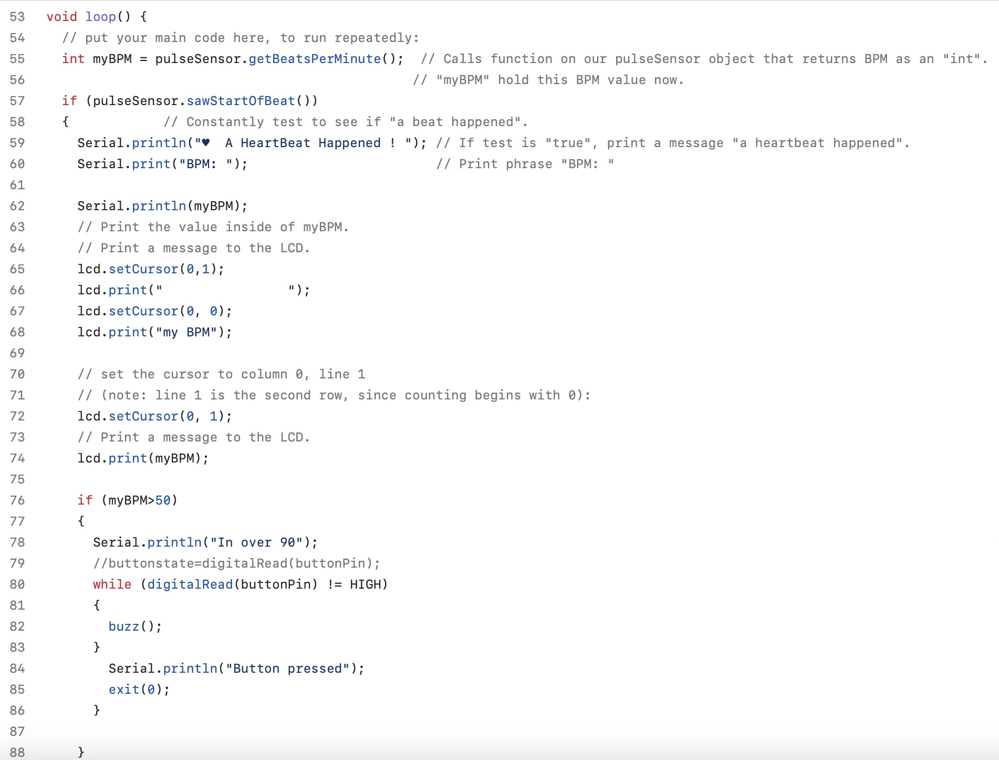 53 void loop() {
54   // put your main code here, to run repeatedly:
55   int myBPM = pulseSensor.getBeatsPerMinute();  // Calls function on our pulseSensor object that returns BPM as an "int".
56                                                // "myBPM" hold this BPM value now.
57   if (pulseSensor.sawStartOfBeat())
58   {            // Constantly test to see if "a beat happened".
59     Serial.println("♥  A HeartBeat Happened ! "); // If test is "true", print a message "a heartbeat happened".
60     Serial.print("BPM: ");                        // Print phrase "BPM: "
61
62     Serial.println(myBPM);
63     // Print the value inside of myBPM.
64     // Print a message to the LCD.
65     lcd.setCursor(0,1);
66     lcd.print("                ");
67     lcd.setCursor(0, 0);
68     lcd.print("my BPM");
69
70     // set the cursor to column 0, line 1
71     // (note: line 1 is the second row, since counting begins with 0):
72     lcd.setCursor(0, 1);
73     // Print a message to the LCD.
74     lcd.print(myBPM);
75
76     if (myBPM>50)
77     {
78       Serial.println("In over 90");
79       //buttonstate=digitalRead(buttonPin);
80       while (digitalRead(buttonPin) != HIGH)
81       {
82         buzz();
83       }
84         Serial.println("Button pressed");
85         exit(0);
86       }
87
88     }